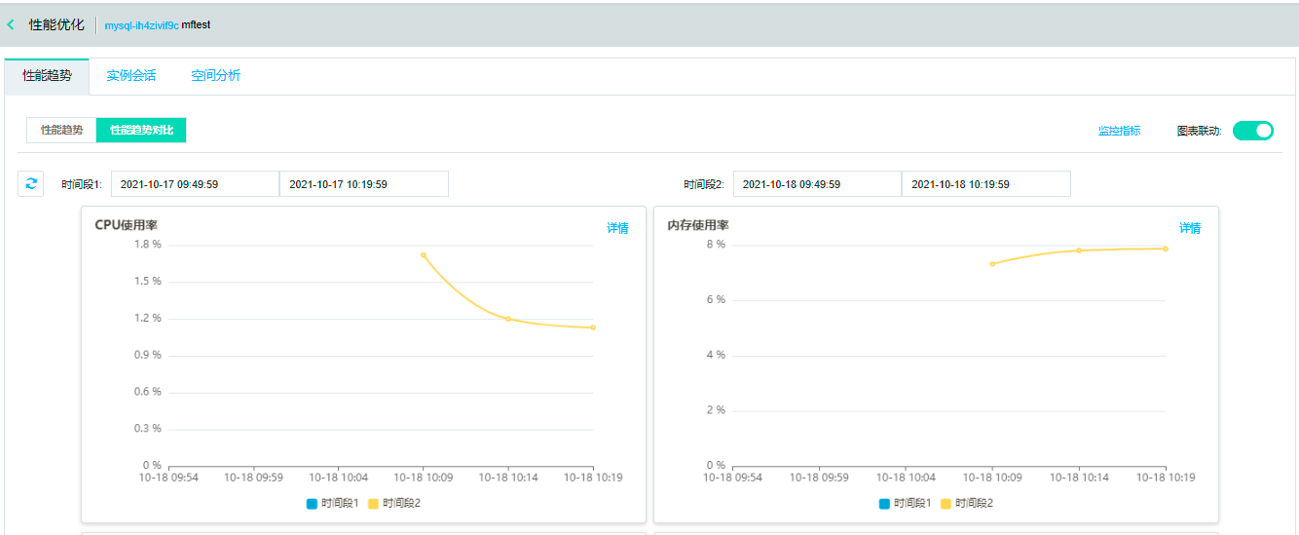 性能优化 mysql-ih4zivif9c mftest
性能趋势 实例会话 空间分析
性能趋势 性能趋势对比 监控指标 图表联动:
时间段1: 2021-10-17 09:49:59 2021-10-17 10:19:59 时间段2: 2021-10-18 09:49:59 2021-10-18 10:19:59
CPU使用率 详情
1.8 %
1.5 %
1.2 %
0.9 %
0.6 %
0.3 %
0 %
10-18 09:54 10-18 09:59 10-18 10:04 10-18 10:09 10-18 10:14 10-18 10:19
时间段1 时间段2
内存使用率 详情
8 %
6 %
4 %
2 %
0 %
10-18 09:54 10-18 09:59 10-18 10:04 10-18 10:09 10-18 10:14 10-18 10:19
时间段1 时间段2